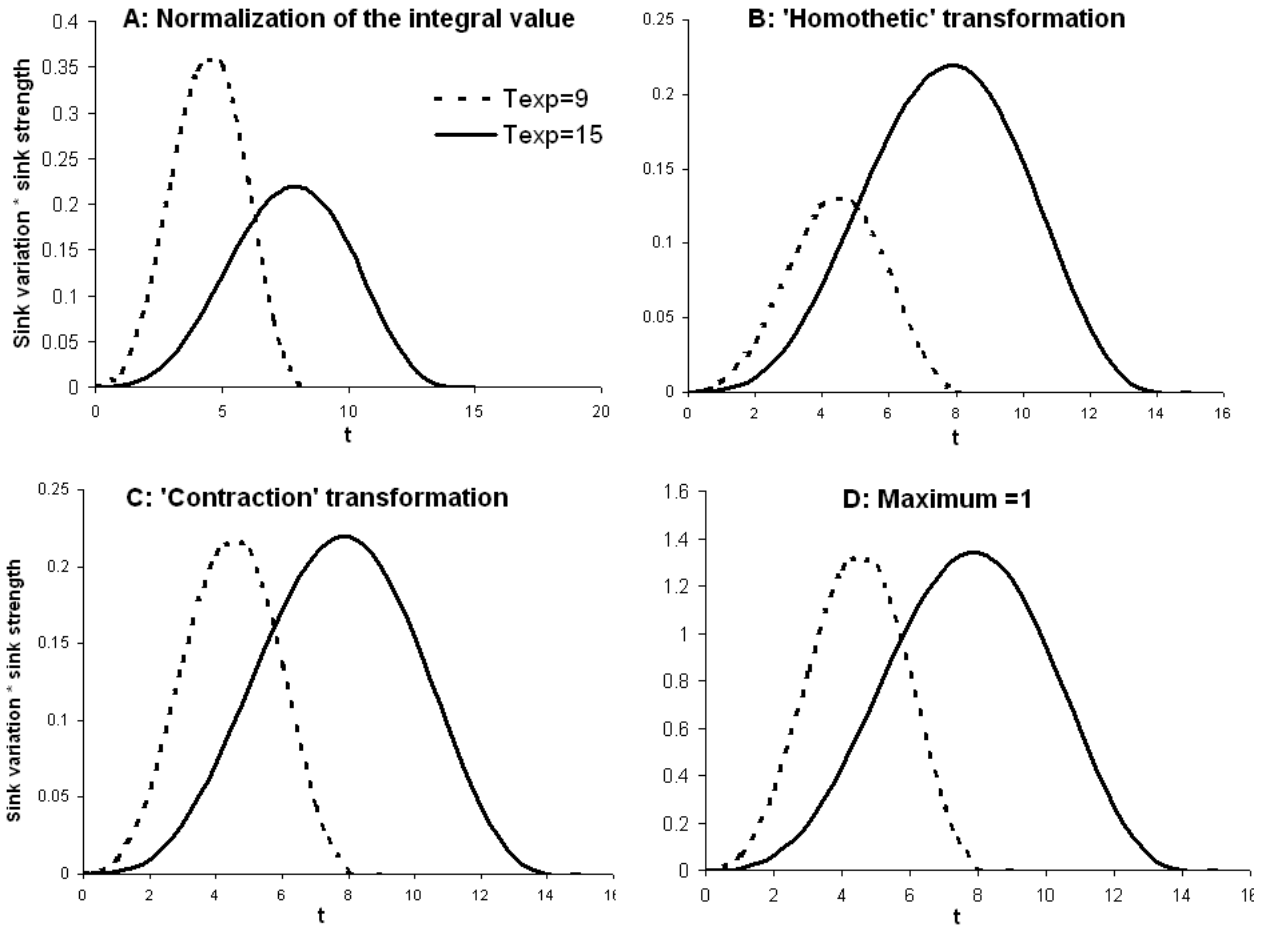 A: Normalization of the integral value
0.4
0.35
0.3
0.25
0.2
0.15
0.1
0.05
0
Sink variation * sink strength
Texp=9
Texp=15
0 5 10 15 20
t
B: 'Homothetic' transformation
0.25
0.2
0.15
0.1
0.05
0
0 2 4 6 8 10 12 14 16
t
C: 'Contraction' transformation
0.25
0.2
0.15
0.1
0.05
0
Sink variation * sink strength
0 2 4 6 8 10 12 14 16
t
D: Maximum =1
1.6
1.4
1.2
1
0.8
0.6
0.4
0.2
0
0 2 4 6 8 10 12 14 16
t